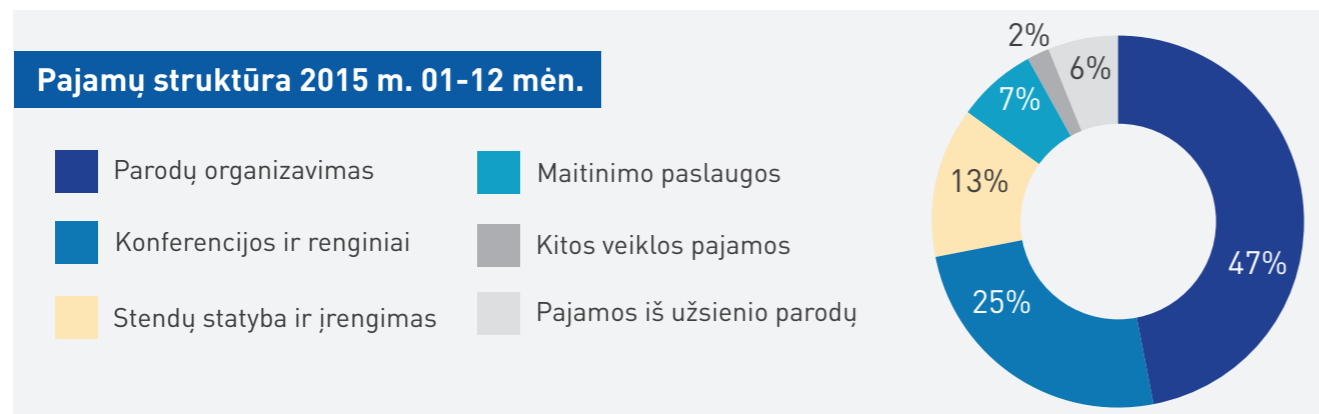 Pajamų struktūra 2015 m. 01-12 mėn.
Parodų organizavimas
Konferencijos ir renginiai
Stendų statyba ir įrengimas
Maitinimo paslaugos
Kitos veiklos pajamos
Pajamos iš užsienio parodų
2%
6%
7%
13%
25%
47%